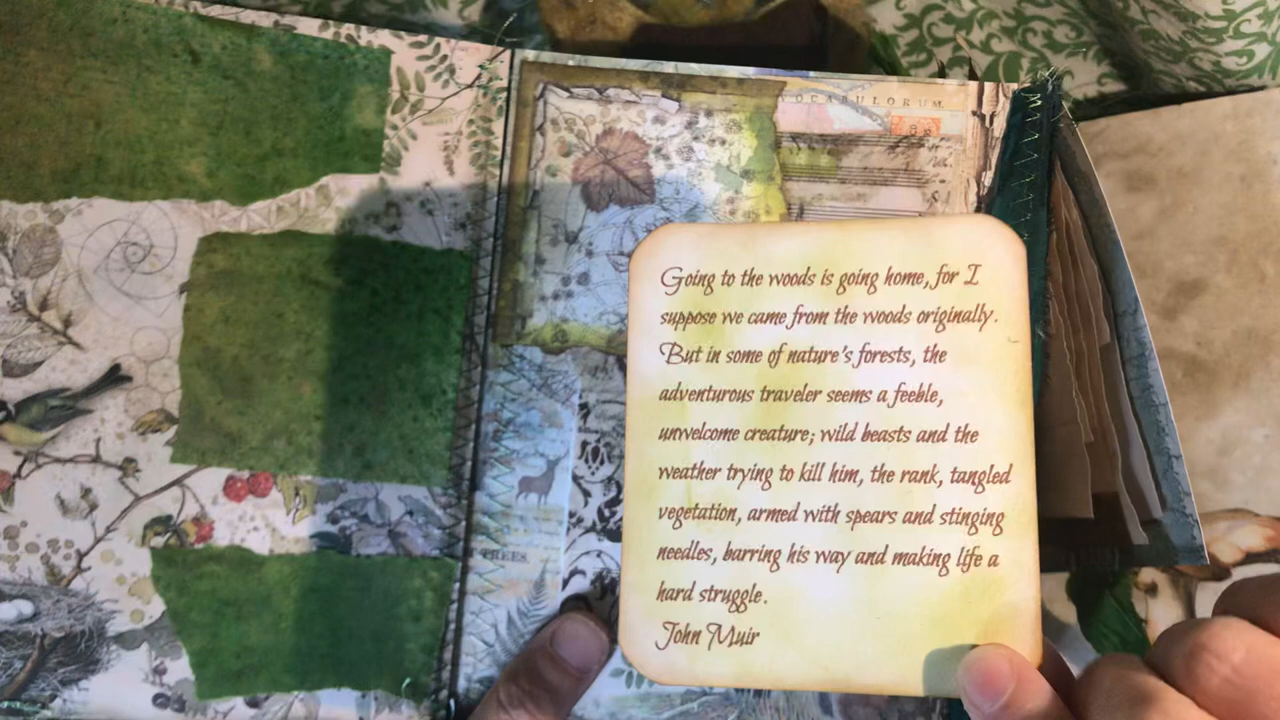 VOCABULORUM
Going to the woods is going home, for I
suppose we came from the woods originally.
But in some of nature's forests, the
adventurous traveler seems a feeble,
unwelcome creature; wild beasts and the
weather trying to kill him, the rank, tangled
vegetation, armed with spears and stinging
needles, barring his way and making life a
hard struggle.
John Muir
TREES